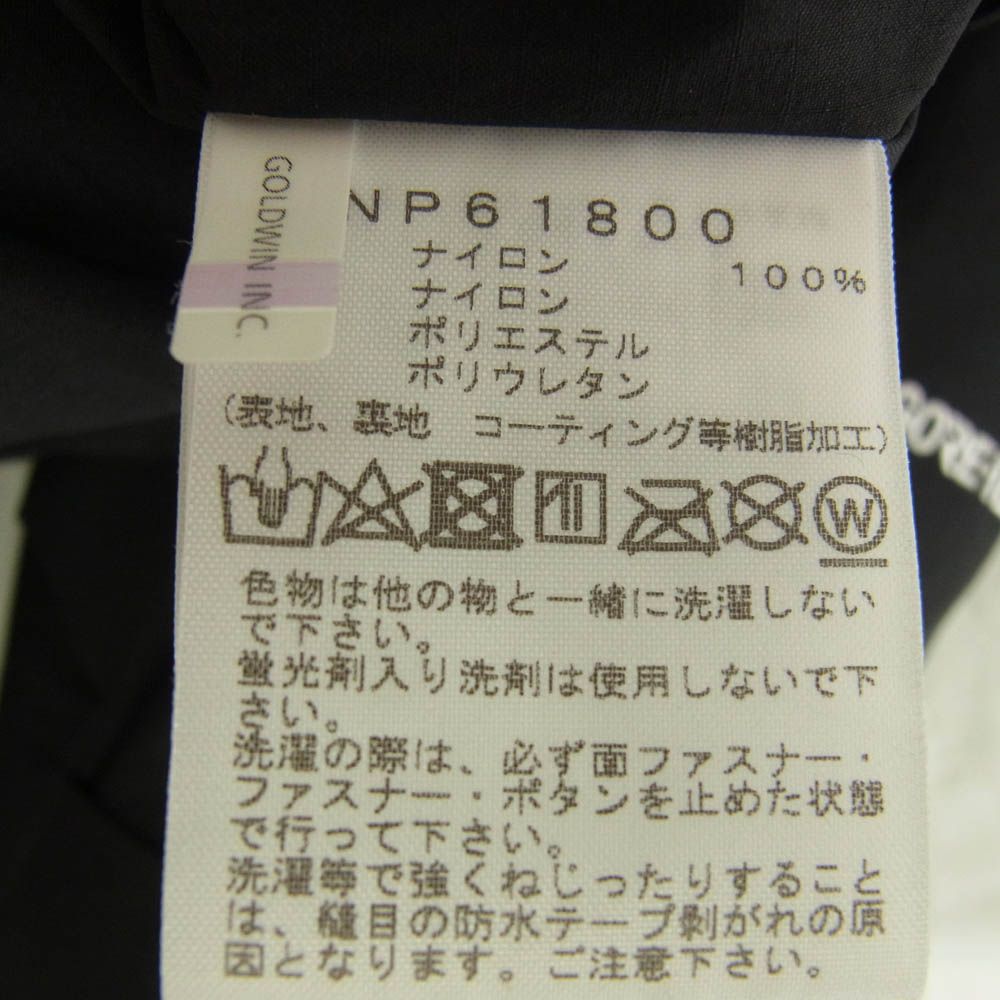 GOLDWIN INC.
NP61800
ナイロン 100%
ナイロン
ポリエステル
ポリウレタン
(表地、裏地 コーティング等樹脂加工)
W
色物は他の物と一緒に洗濯しない
で下さい。
蛍光剤入り洗剤は使用しないで下
さい。
洗濯の際は、必ず面ファスナー・
ファスナー・ボタンを止めた状態
で行って下さい。
洗濯等で強くねじったりすること
は、縫目の防水テープ剥がれの原
因となります。ご注意下さい。